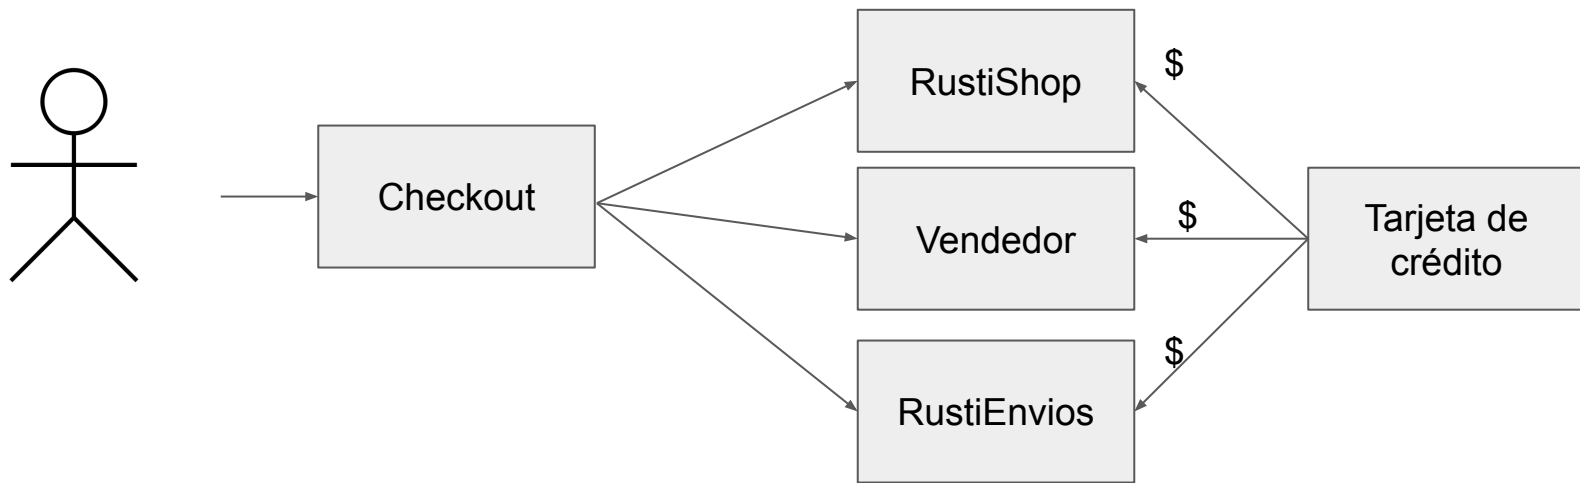 RustiShop
$
Checkout
Vendedor
$
Tarjeta de
crédito
RustiEnvios
$